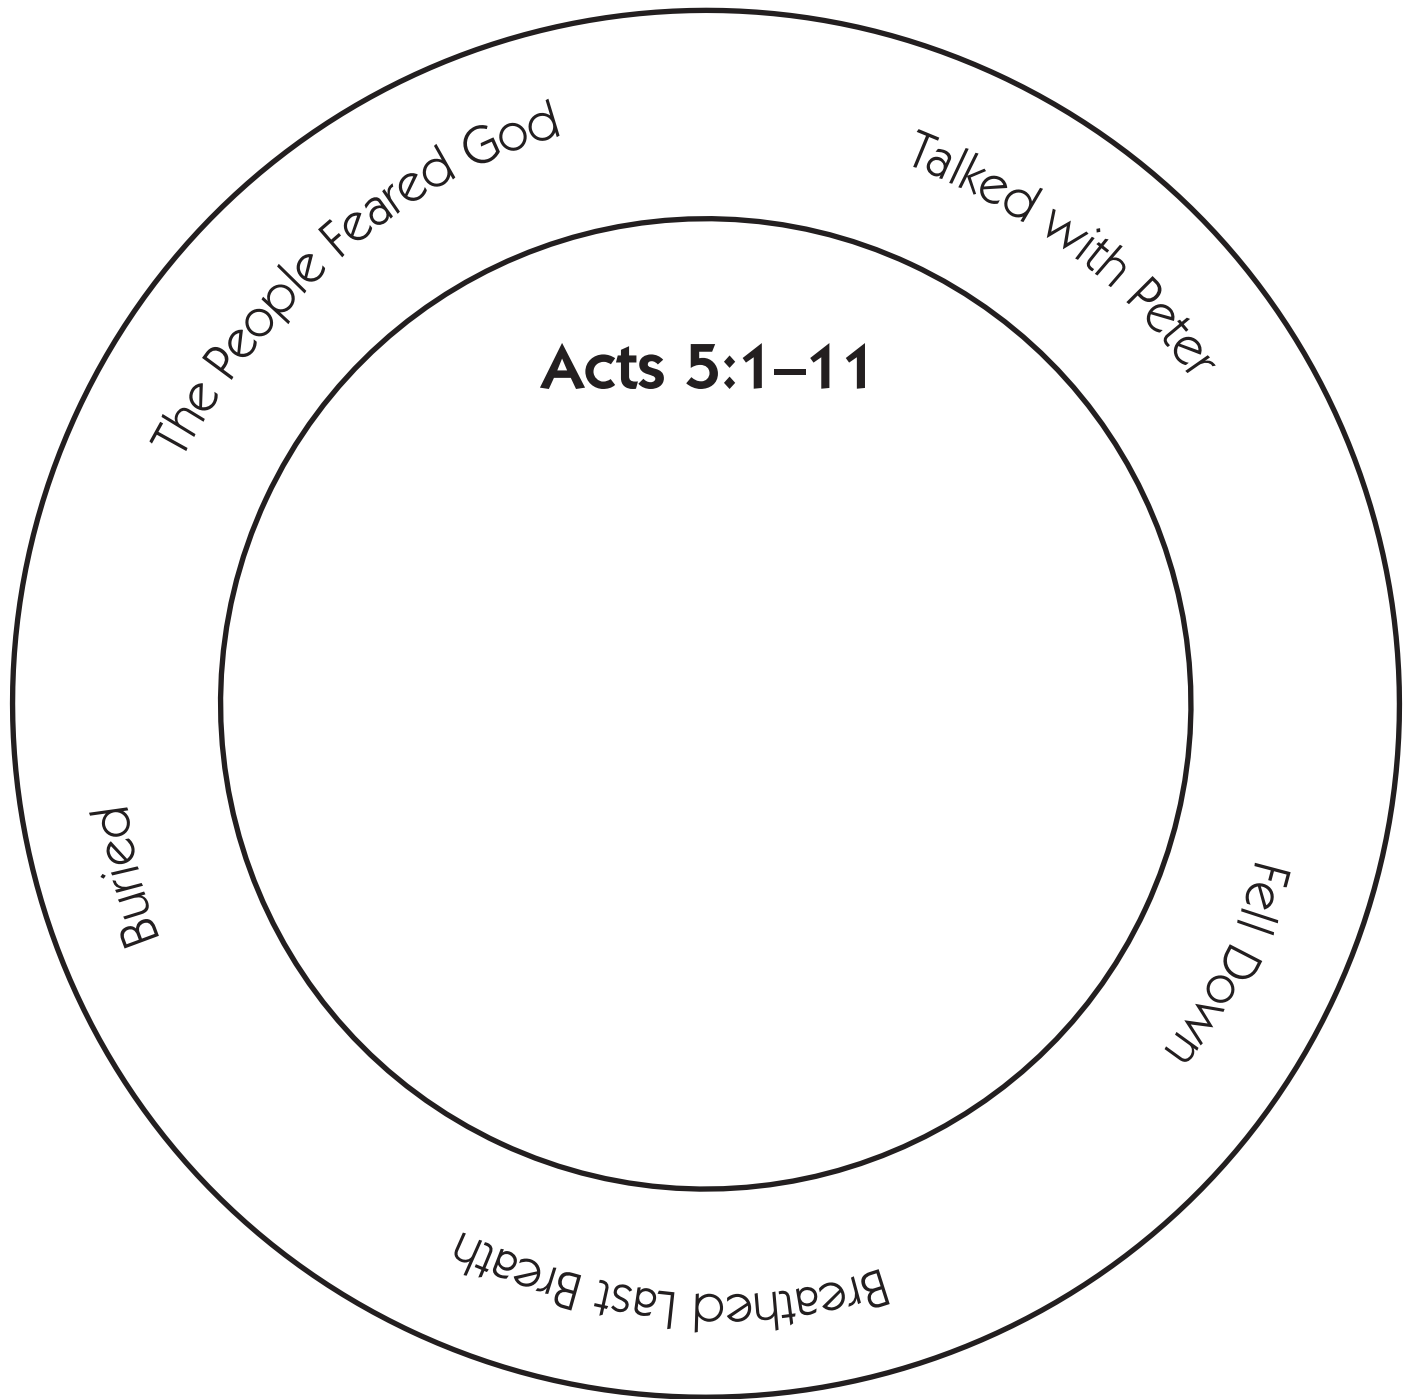 The People Feared God
Talked with Peter
Acts 5:1–11
Fell Down
Breathed Last Breath
Buried